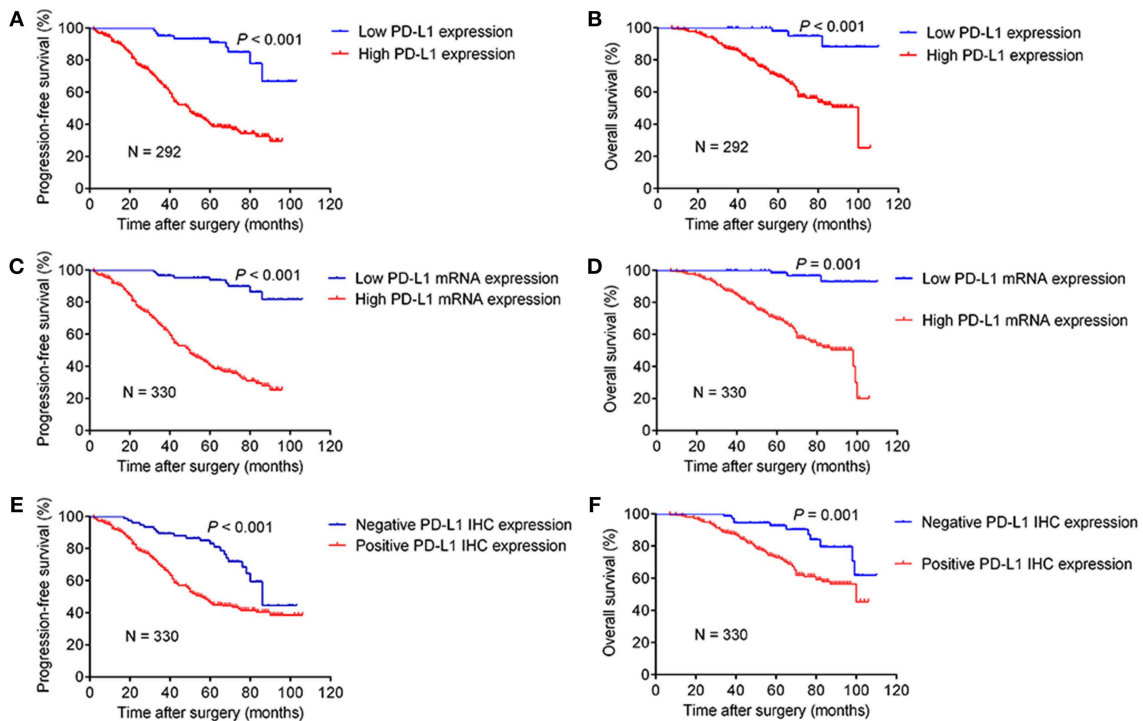 A
Progression-free survival (%)
100
80
60
40
20
0
P < 0.001
Low PD-L1 expression
High PD-L1 expression
N = 292
0 20 40 60 80 100 120
Time after surgery (months)
B
Overall survival (%)
100
80
60
40
20
0
P < 0.001
Low PD-L1 expression
High PD-L1 expression
N = 292
0 20 40 60 80 100 120
Time after surgery (months)
C
Progression-free survival (%)
100
80
60
40
20
0
P < 0.001
Low PD-L1 mRNA expression
High PD-L1 mRNA expression
N = 330
0 20 40 60 80 100 120
Time after surgery (months)
D
Overall survival (%)
100
80
60
40
20
0
P = 0.001
Low PD-L1 mRNA expression
High PD-L1 mRNA expression
N = 330
0 20 40 60 80 100 120
Time after surgery (months)
E
Progression-free survival (%)
100
80
60
40
20
0
P < 0.001
Negative PD-L1 IHC expression
Positive PD-L1 IHC expression
N = 330
0 20 40 60 80 100 120
Time after surgery (months)
F
Overall survival (%)
100
80
60
40
20
0
P = 0.001
Negative PD-L1 IHC expression
Positive PD-L1 IHC expression
N = 330
0 20 40 60 80 100 120
Time after surgery (months)